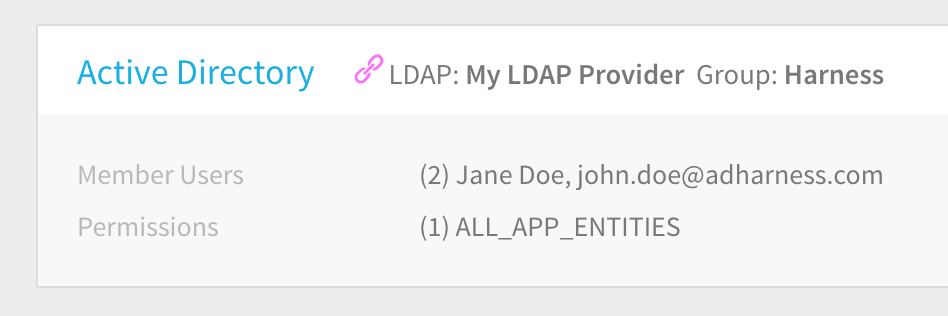 Active Directory LDAP: My LDAP Provider Group: Harness
Member Users (2) Jane Doe, john.doe@adharness.com
Permissions (1) ALL_APP_ENTITIES